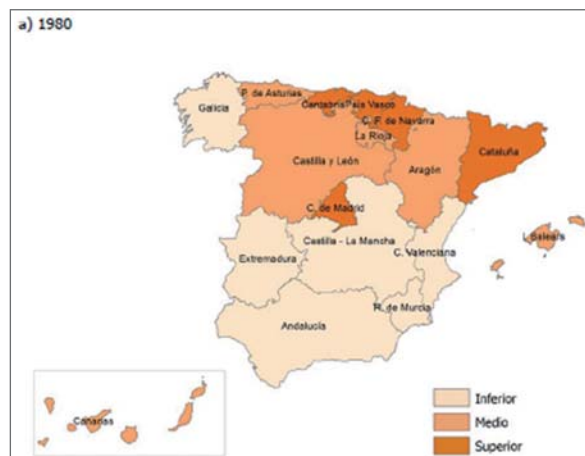 a) 1980
P. de Asturias
Cantabria
País Vasco
Galicia
C. F. de Navarra
La Rioja
Castilla y León
Aragón
Cataluña
C. de Madrid
I. Balears
Castilla - La Mancha
C. Valenciana
Extremadura
R. de Murcia
Andalucía
Canarias
Inferior
Medio
Superior